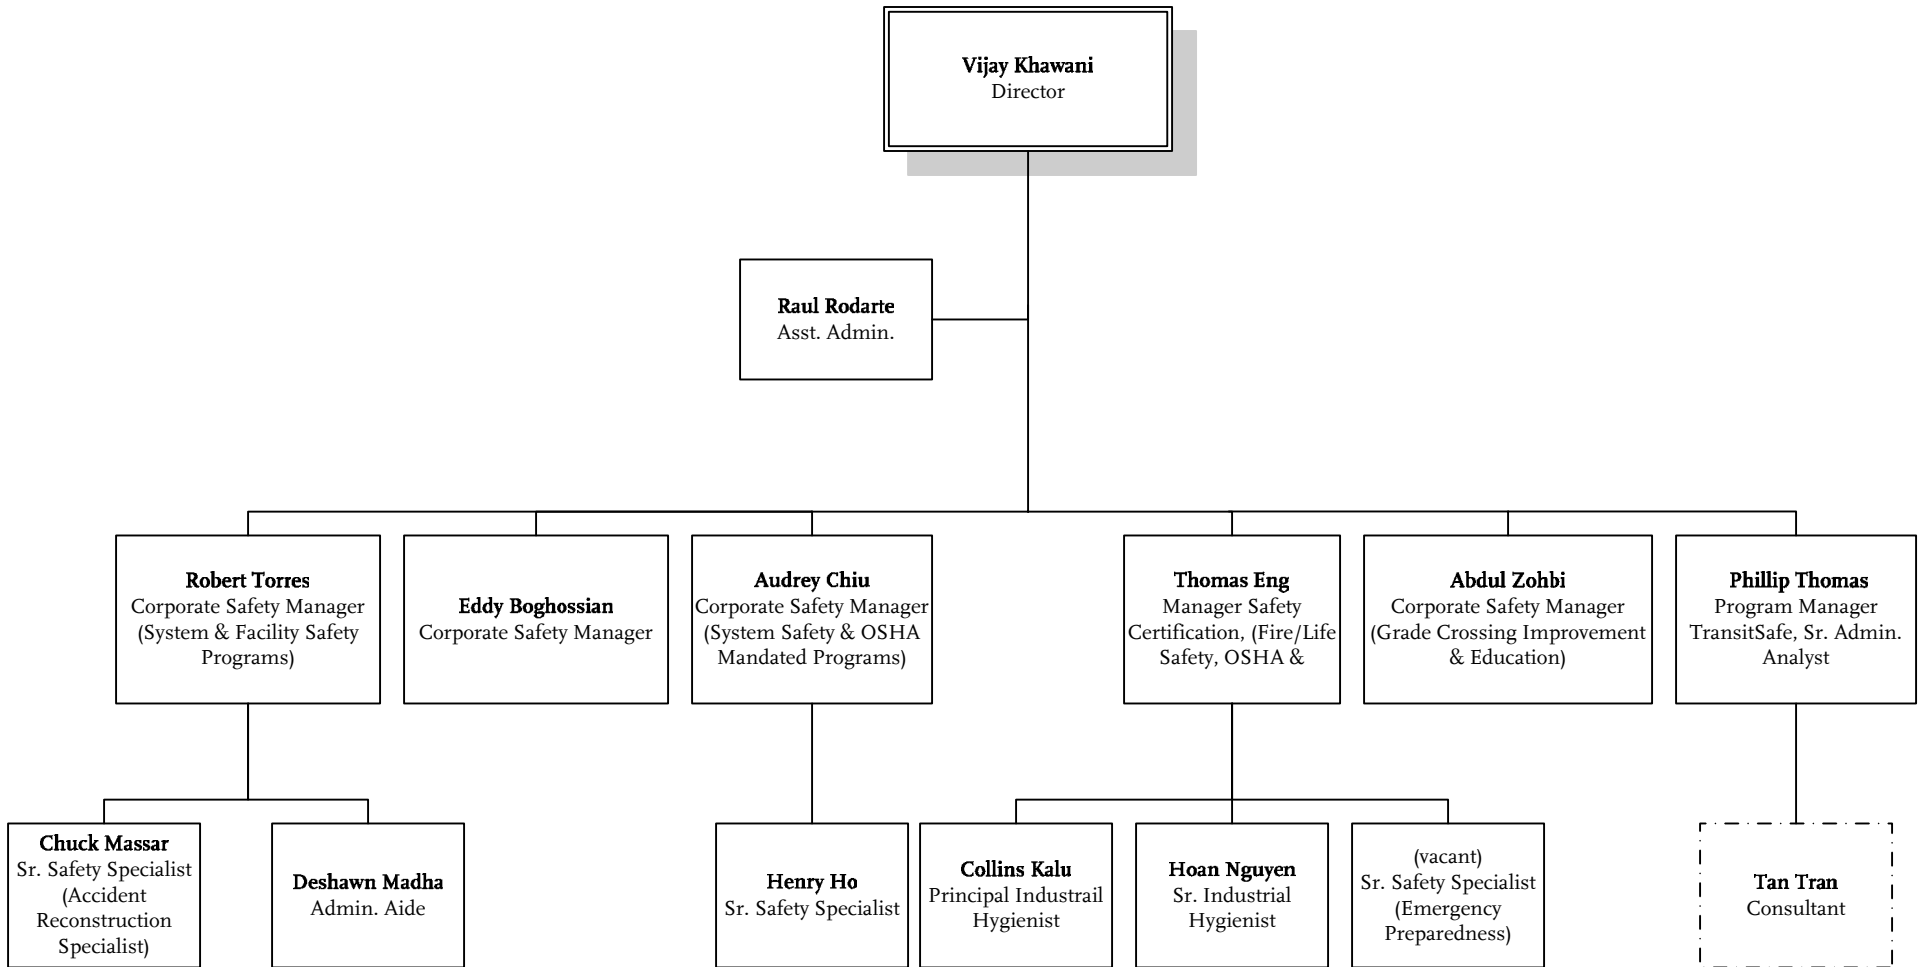 Vijay Khawani
Director
Raul Rodarte
Asst. Admin.
Robert Torres
Corporate Safety Manager
(System & Facility Safety
Programs)
Eddy Boghossian
Corporate Safety Manager
Audrey Chiu
Corporate Safety Manager
(System Safety & OSHA
Mandated Programs)
Thomas Eng
Manager Safety
Certification, (Fire/Life
Safety, OSHA &
Abdul Zohbi
Corporate Safety Manager
(Grade Crossing Improvement
& Education)
Phillip Thomas
Program Manager
TransitSafe, Sr. Admin.
Analyst
Chuck Massar
Sr. Safety Specialist
(Accident
Reconstruction
Specialist)
Deshawn Madha
Admin. Aide
Henry Ho
Sr. Safety Specialist
Collins Kalu
Principal Industrail
Hygienist
Hoan Nguyen
Sr. Industrial
Hygienist
(vacant)
Sr. Safety Specialist
(Emergency
Preparedness)
Tan Tran
Consultant